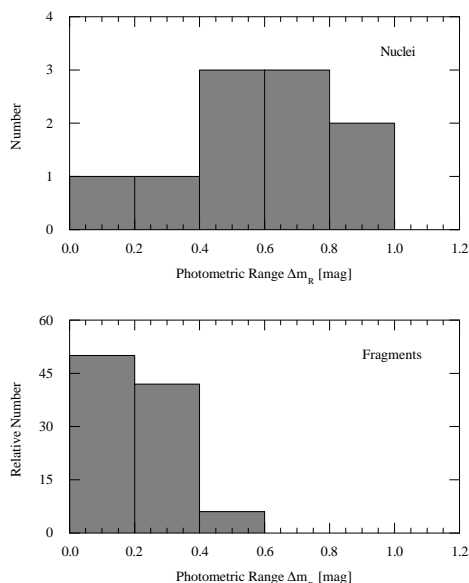 4
Nuclei
3
2
1
0
Number
0.0 0.2 0.4 0.6 0.8 1.0 1.2
Photometric Range Δm_R [mag]
60
Fragments
45
30
15
0
Relative Number
0.0 0.2 0.4 0.6 0.8 1.0 1.2
Photometric Range Δm [mag]